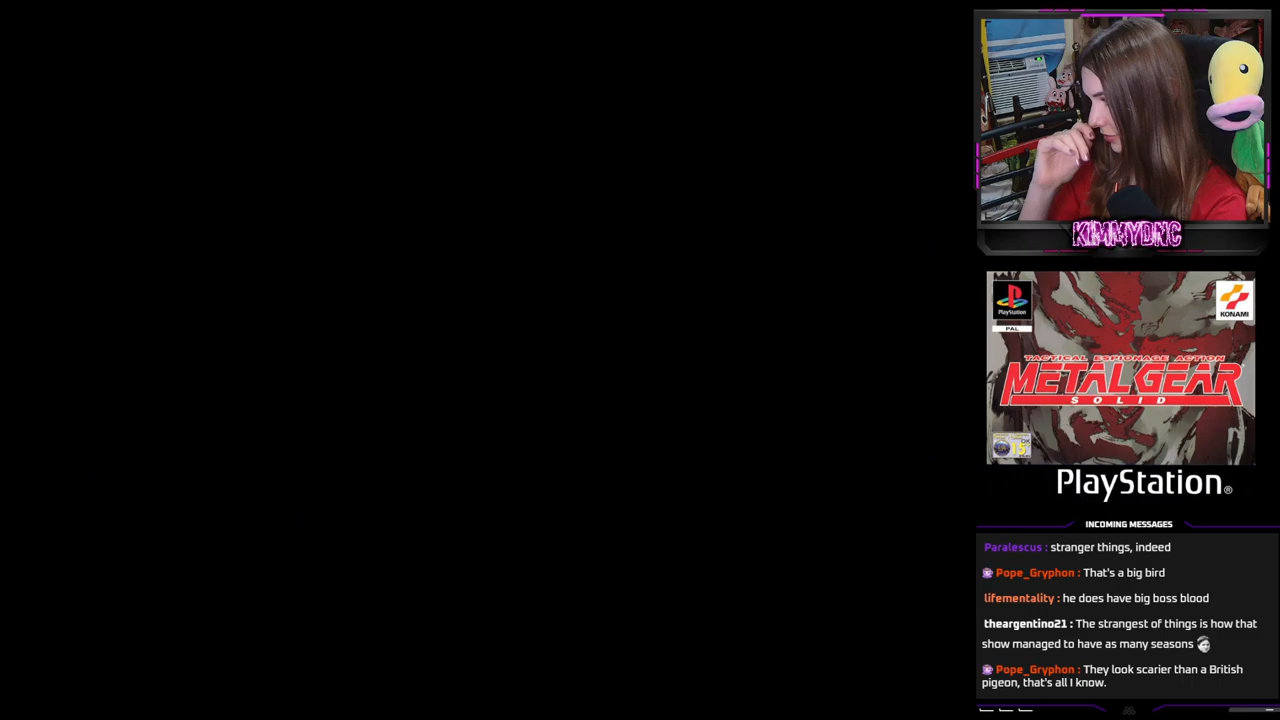 KIMMYDNC
PlayStation
PAL
KONAMI
TACTICAL ESPIONAGE ACTION
METAL GEAR
SOLID
15
PlayStation®
INCOMING MESSAGES
Paralescus : stranger things, indeed
Pope_Gryphon : That's a big bird
lifementality : he does have big boss blood
theargentino21 : The strangest of things is how that
show managed to have as many seasons
Pope_Gryphon : They look scarier than a British
pigeon, that's all I know.